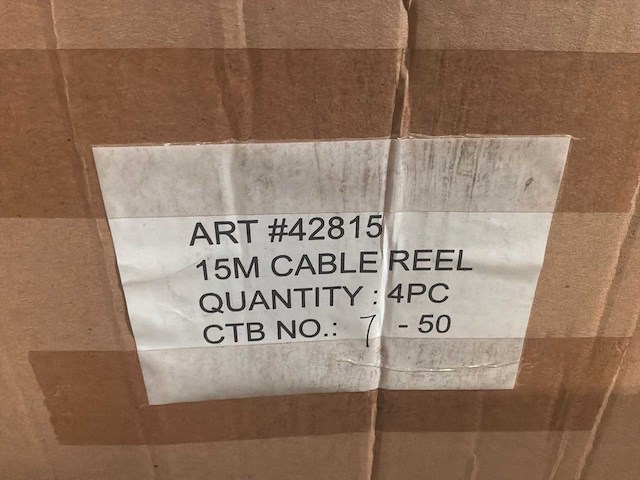 ART #42815
15M CABLE REEL
QUANTITY : 4PC
CTB NO.: 7 - 50